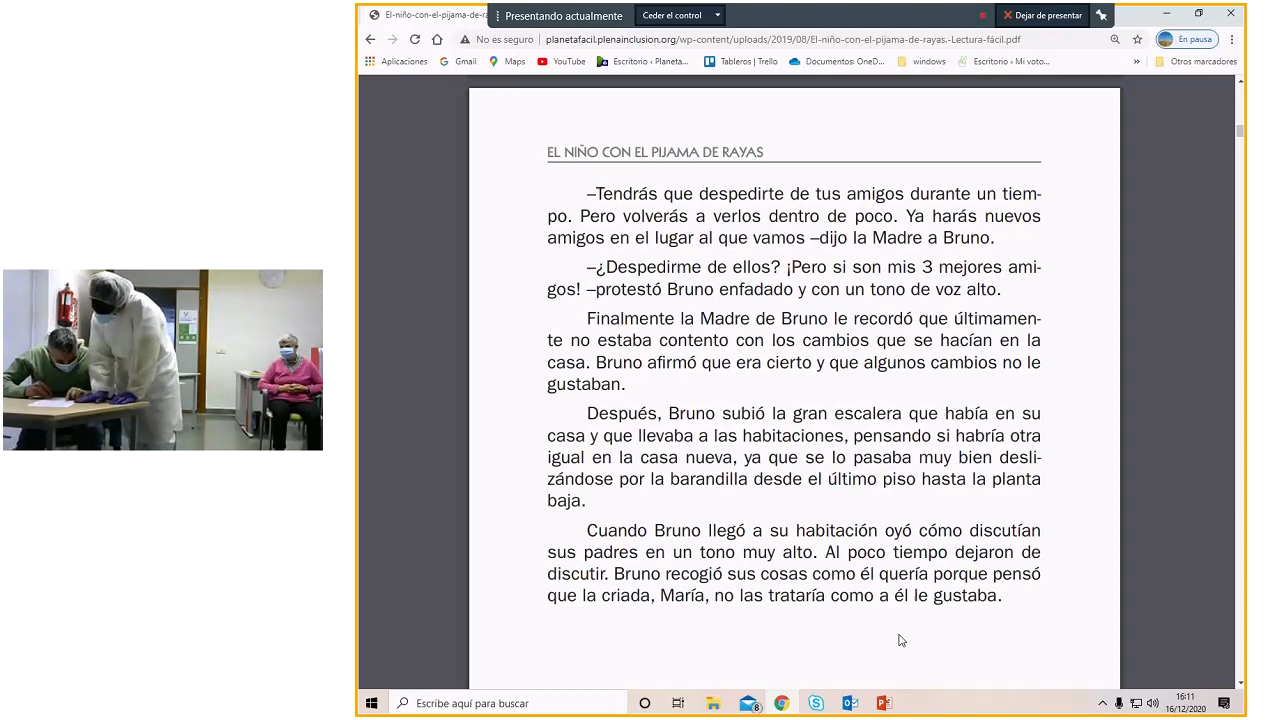 El-niño-con-el-pijama-de-ra
Presentando actualmente
Ceder el control
Dejar de presentar
No es seguro
planetafacil.plenainclusion.org/wp-content/uploads/2019/08/El-niño-con-el-pijama-de-rayas.-Lectura-fácil.pdf
En pausa
Aplicaciones
Gmail
Maps
YouTube
Escritorio ‹ Planeta...
Tableros | Trello
Documentos: OneD...
windows
Escritorio ‹ Mi voto...
»
Otros marcadores
EL NIÑO CON EL PIJAMA DE RAYAS
–Tendrás que despedirte de tus amigos durante un tiem-
po. Pero volverás a verlos dentro de poco. Ya harás nuevos
amigos en el lugar al que vamos –dijo la Madre a Bruno.
–¿Despedirme de ellos? ¡Pero si son mis 3 mejores ami-
gos! –protestó Bruno enfadado y con un tono de voz alto.
Finalmente la Madre de Bruno le recordó que últimamen-
te no estaba contento con los cambios que se hacían en la
casa. Bruno afirmó que era cierto y que algunos cambios no le
gustaban.
Después, Bruno subió la gran escalera que había en su
casa y que llevaba a las habitaciones, pensando si habría otra
igual en la casa nueva, ya que se lo pasaba muy bien desli-
zándose por la barandilla desde el último piso hasta la planta
baja.
Cuando Bruno llegó a su habitación oyó cómo discutían
sus padres en un tono muy alto. Al poco tiempo dejaron de
discutir. Bruno recogió sus cosas como él quería porque pensó
que la criada, María, no las trataría como a él le gustaba.
Escribe aquí para buscar
8
16:11
16/12/2020